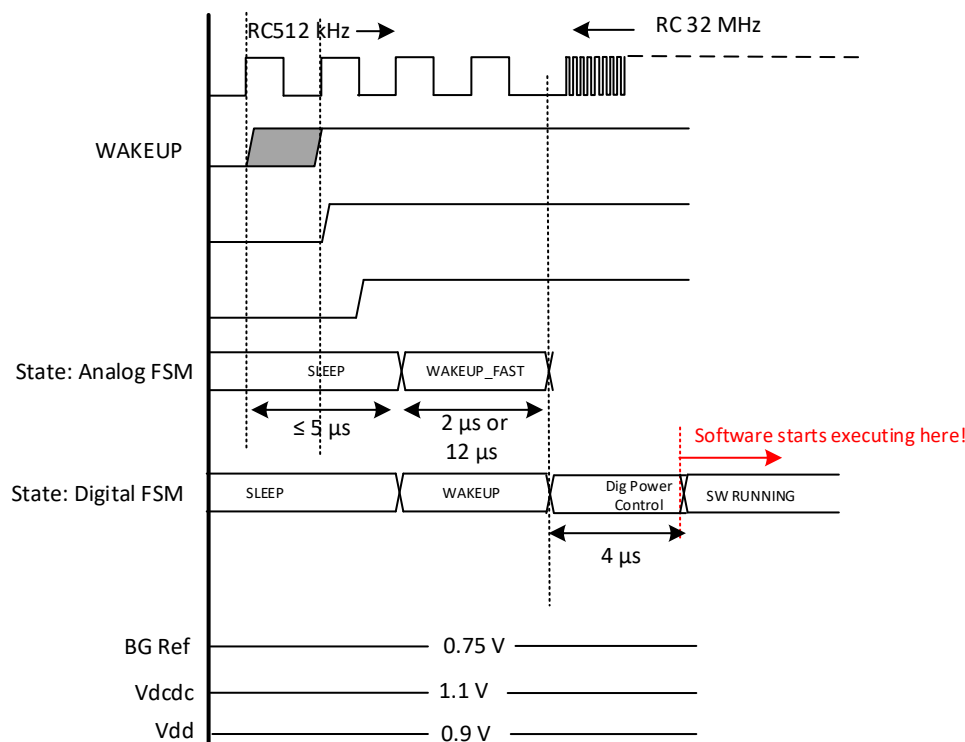 RC512 kHz
RC 32 MHz
WAKEUP
State: Analog FSM
SLEEP
WAKEUP_FAST
≤ 5 µs
2 µs or
12 µs
Software starts executing here!
State: Digital FSM
SLEEP
WAKEUP
Dig Power
Control
SW RUNNING
4 µs
BG Ref
0.75 V
Vdcdc
1.1 V
Vdd
0.9 V